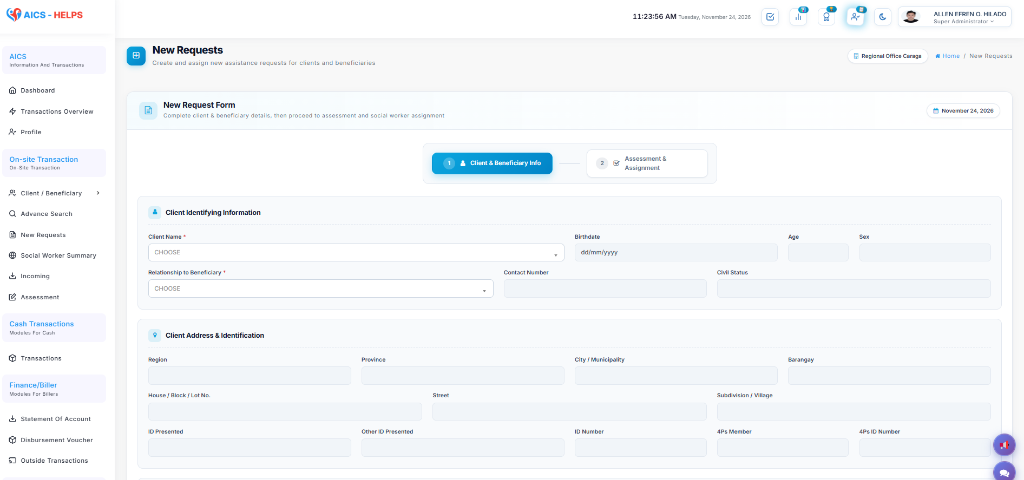 AICS - HELPS
11:23:56 AM Tuesday, November 24, 2026
ALLEN EFREN O. HILADO
Super Administrator
AICS
Information And Transactions
Dashboard
Transactions Overview
Profile
On-site Transaction
On-Site Transaction
Client / Beneficiary
Advance Search
New Requests
Social Worker Summary
Incoming
Assessment
Cash Transactions
Modules For Cash
Transactions
Finance/Biller
Modules For Billers
Statement Of Account
Disbursement Voucher
Outside Transactions
New Requests
Create and assign new assistance requests for clients and beneficiaries
Regional Office Caraga
Home / New Requests
New Request Form
Complete client & beneficiary details, then proceed to assessment and social worker assignment
November 24, 2026
1 Client & Beneficiary Info
2 Assessment &
Assignment
Client Identifying Information
Client Name * Birthdate Age Sex
CHOOSE dd/mm/yyyy
Relationship to Beneficiary * Contact Number Civil Status
CHOOSE
Client Address & Identification
Region Province City / Municipality Barangay
House / Block / Lot No. Street Subdivision / Village
ID Presented Other ID Presented ID Number 4Ps Member 4Ps ID Number